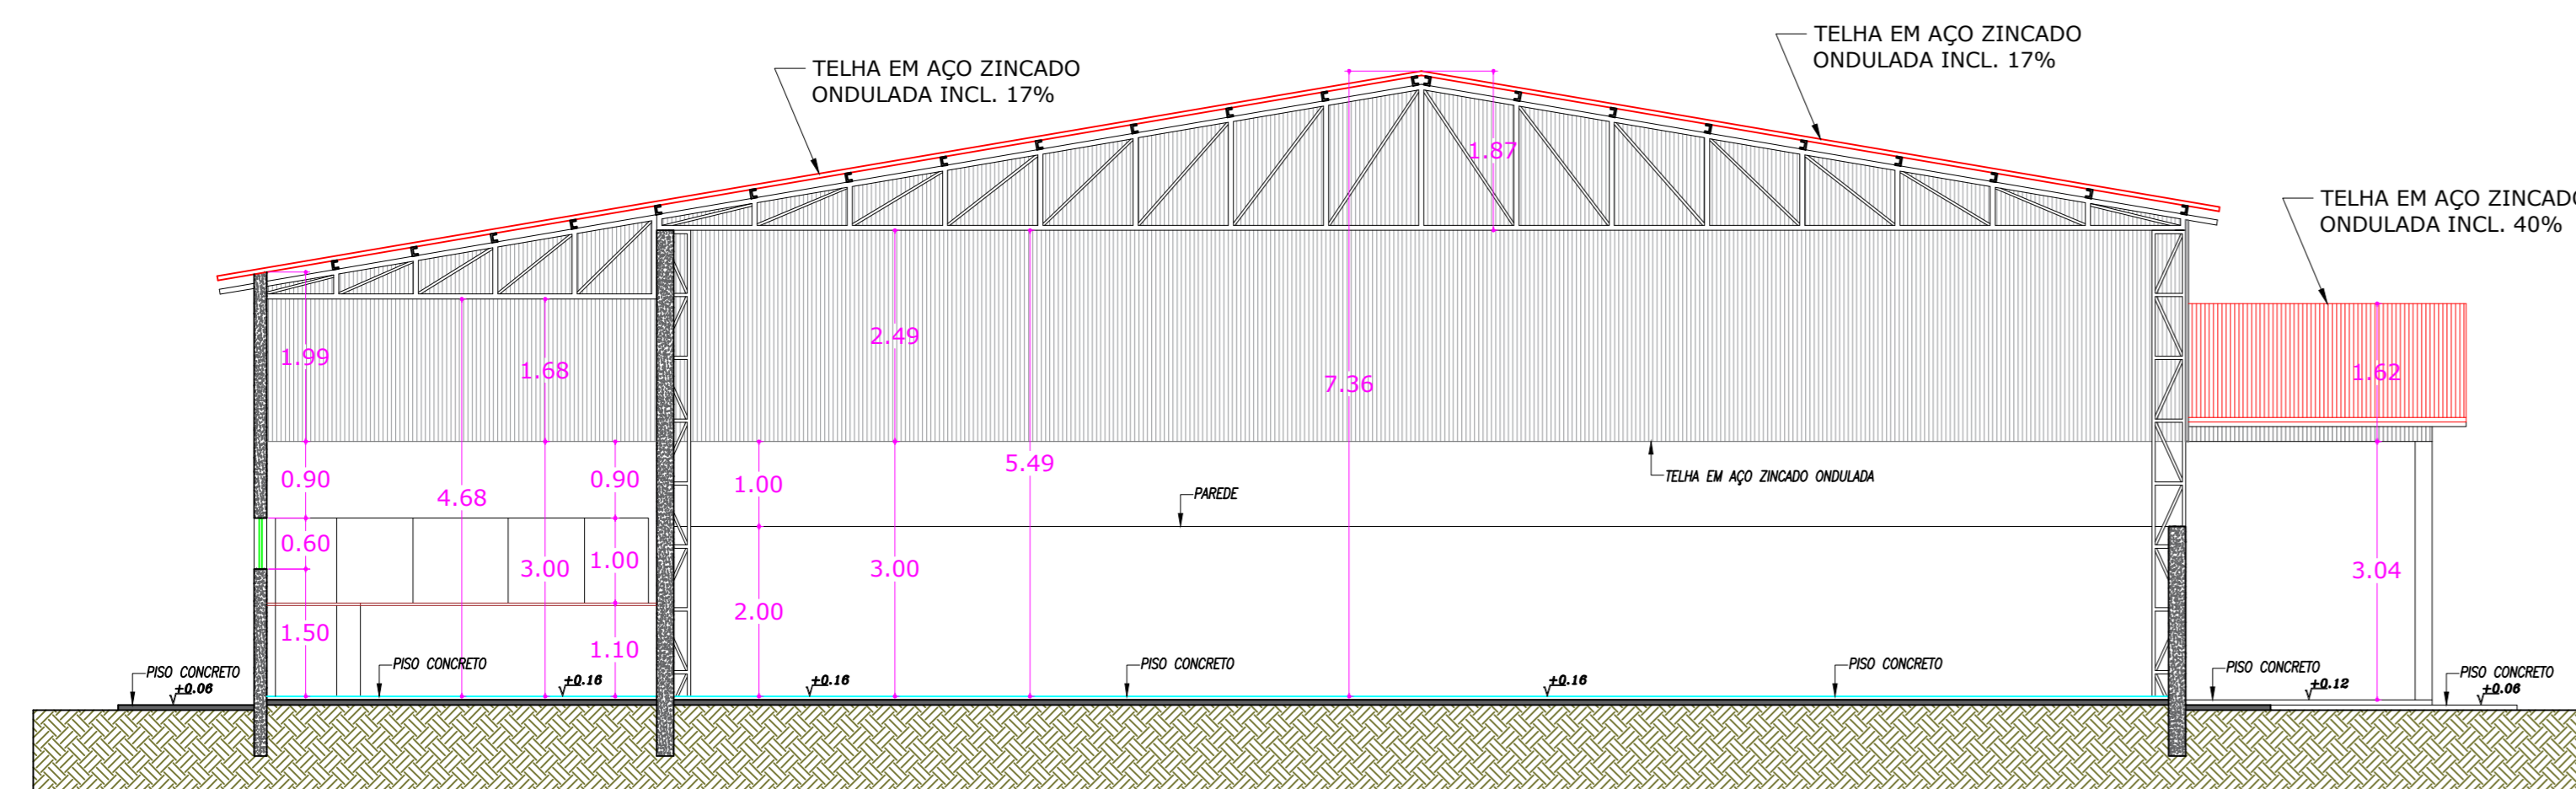 TELHA EM AÇO ZINCADO
ONDULADA INCL. 17%
TELHA EM AÇO ZINCADO
ONDULADA INCL. 17%
TELHA EM AÇO ZINCADO
ONDULADA INCL. 40%
1.87
1.99
1.68
2.49
7.36
1.62
0.90
4.68
0.90
1.00
5.49
TELHA EM AÇO ZINCADO ONDULADA
PAREDE
0.60
3.00
1.00
3.00
3.04
1.50
1.10
2.00
PISO CONCRETO
+0.06
PISO CONCRETO
+0.16
+0.16
PISO CONCRETO
+0.16
PISO CONCRETO
PISO CONCRETO
+0.12
PISO CONCRETO
+0.06